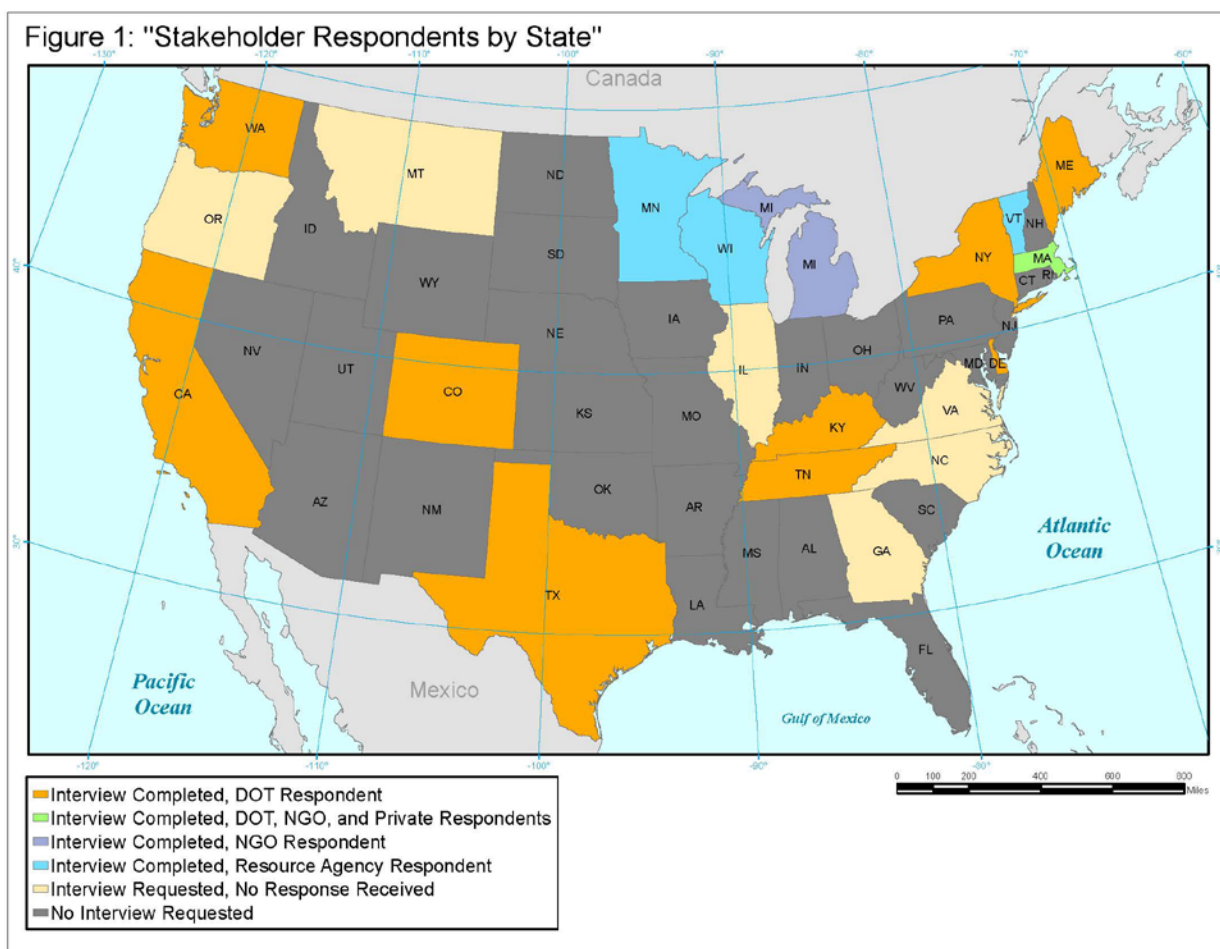 Figure 1: "Stakeholder Respondents by State"
-130°
-120°
-110°
-100°
-90°
-80°
-70°
-60°
Canada
WA
MT
ND
MN
MI
ME
VT
NH
OR
ID
SD
WI
MI
NY
MA
CT
RI
40°
WY
IA
PA
NJ
NE
OH
NV
UT
IL
IN
MD
DE
WV
CA
CO
KS
MO
VA
KY
NC
TN
AZ
NM
OK
AR
SC
Atlantic
Ocean
MS
AL
GA
30°
TX
LA
FL
Pacific
Ocean
Mexico
Gulf of Mexico
-120°
-110°
-100°
-90°
-80°
Interview Completed, DOT Respondent
Interview Completed, DOT, NGO, and Private Respondents
Interview Completed, NGO Respondent
Interview Completed, Resource Agency Respondent
Interview Requested, No Response Received
No Interview Requested
0 100 200 400 600 800
Miles